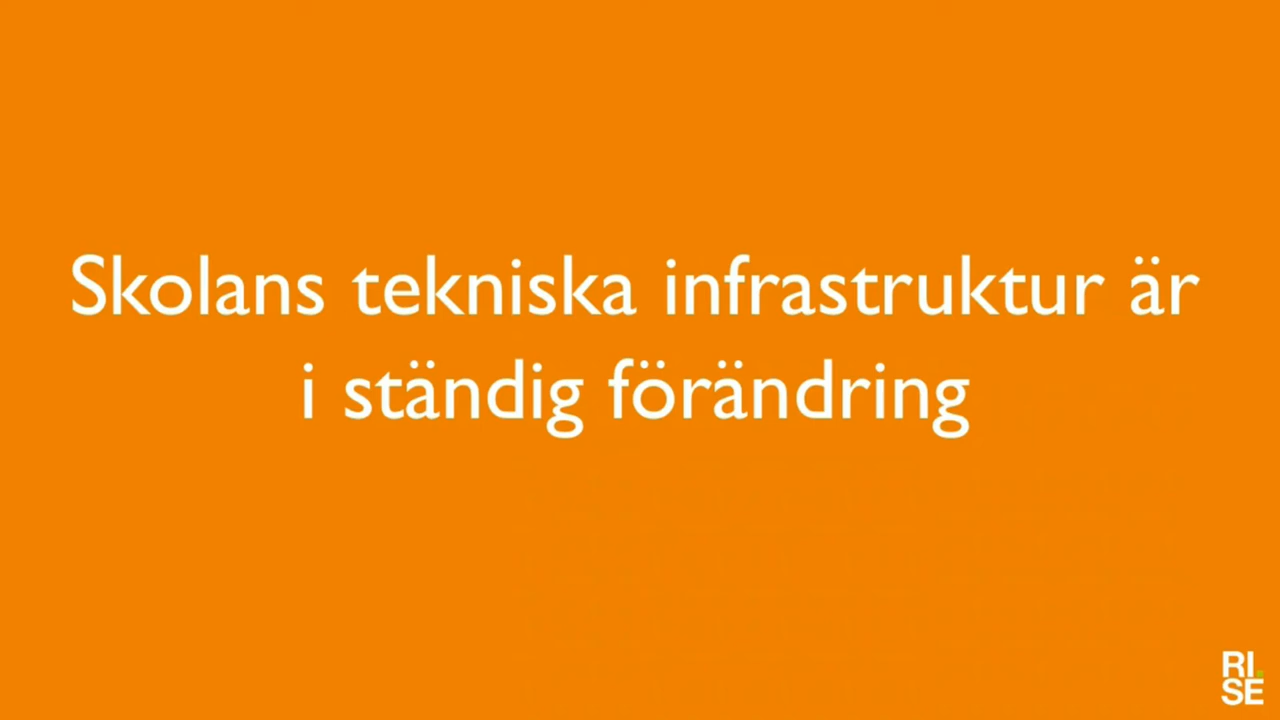 Skolans tekniska infrastruktur är
i ständig förändring
RI.
SE